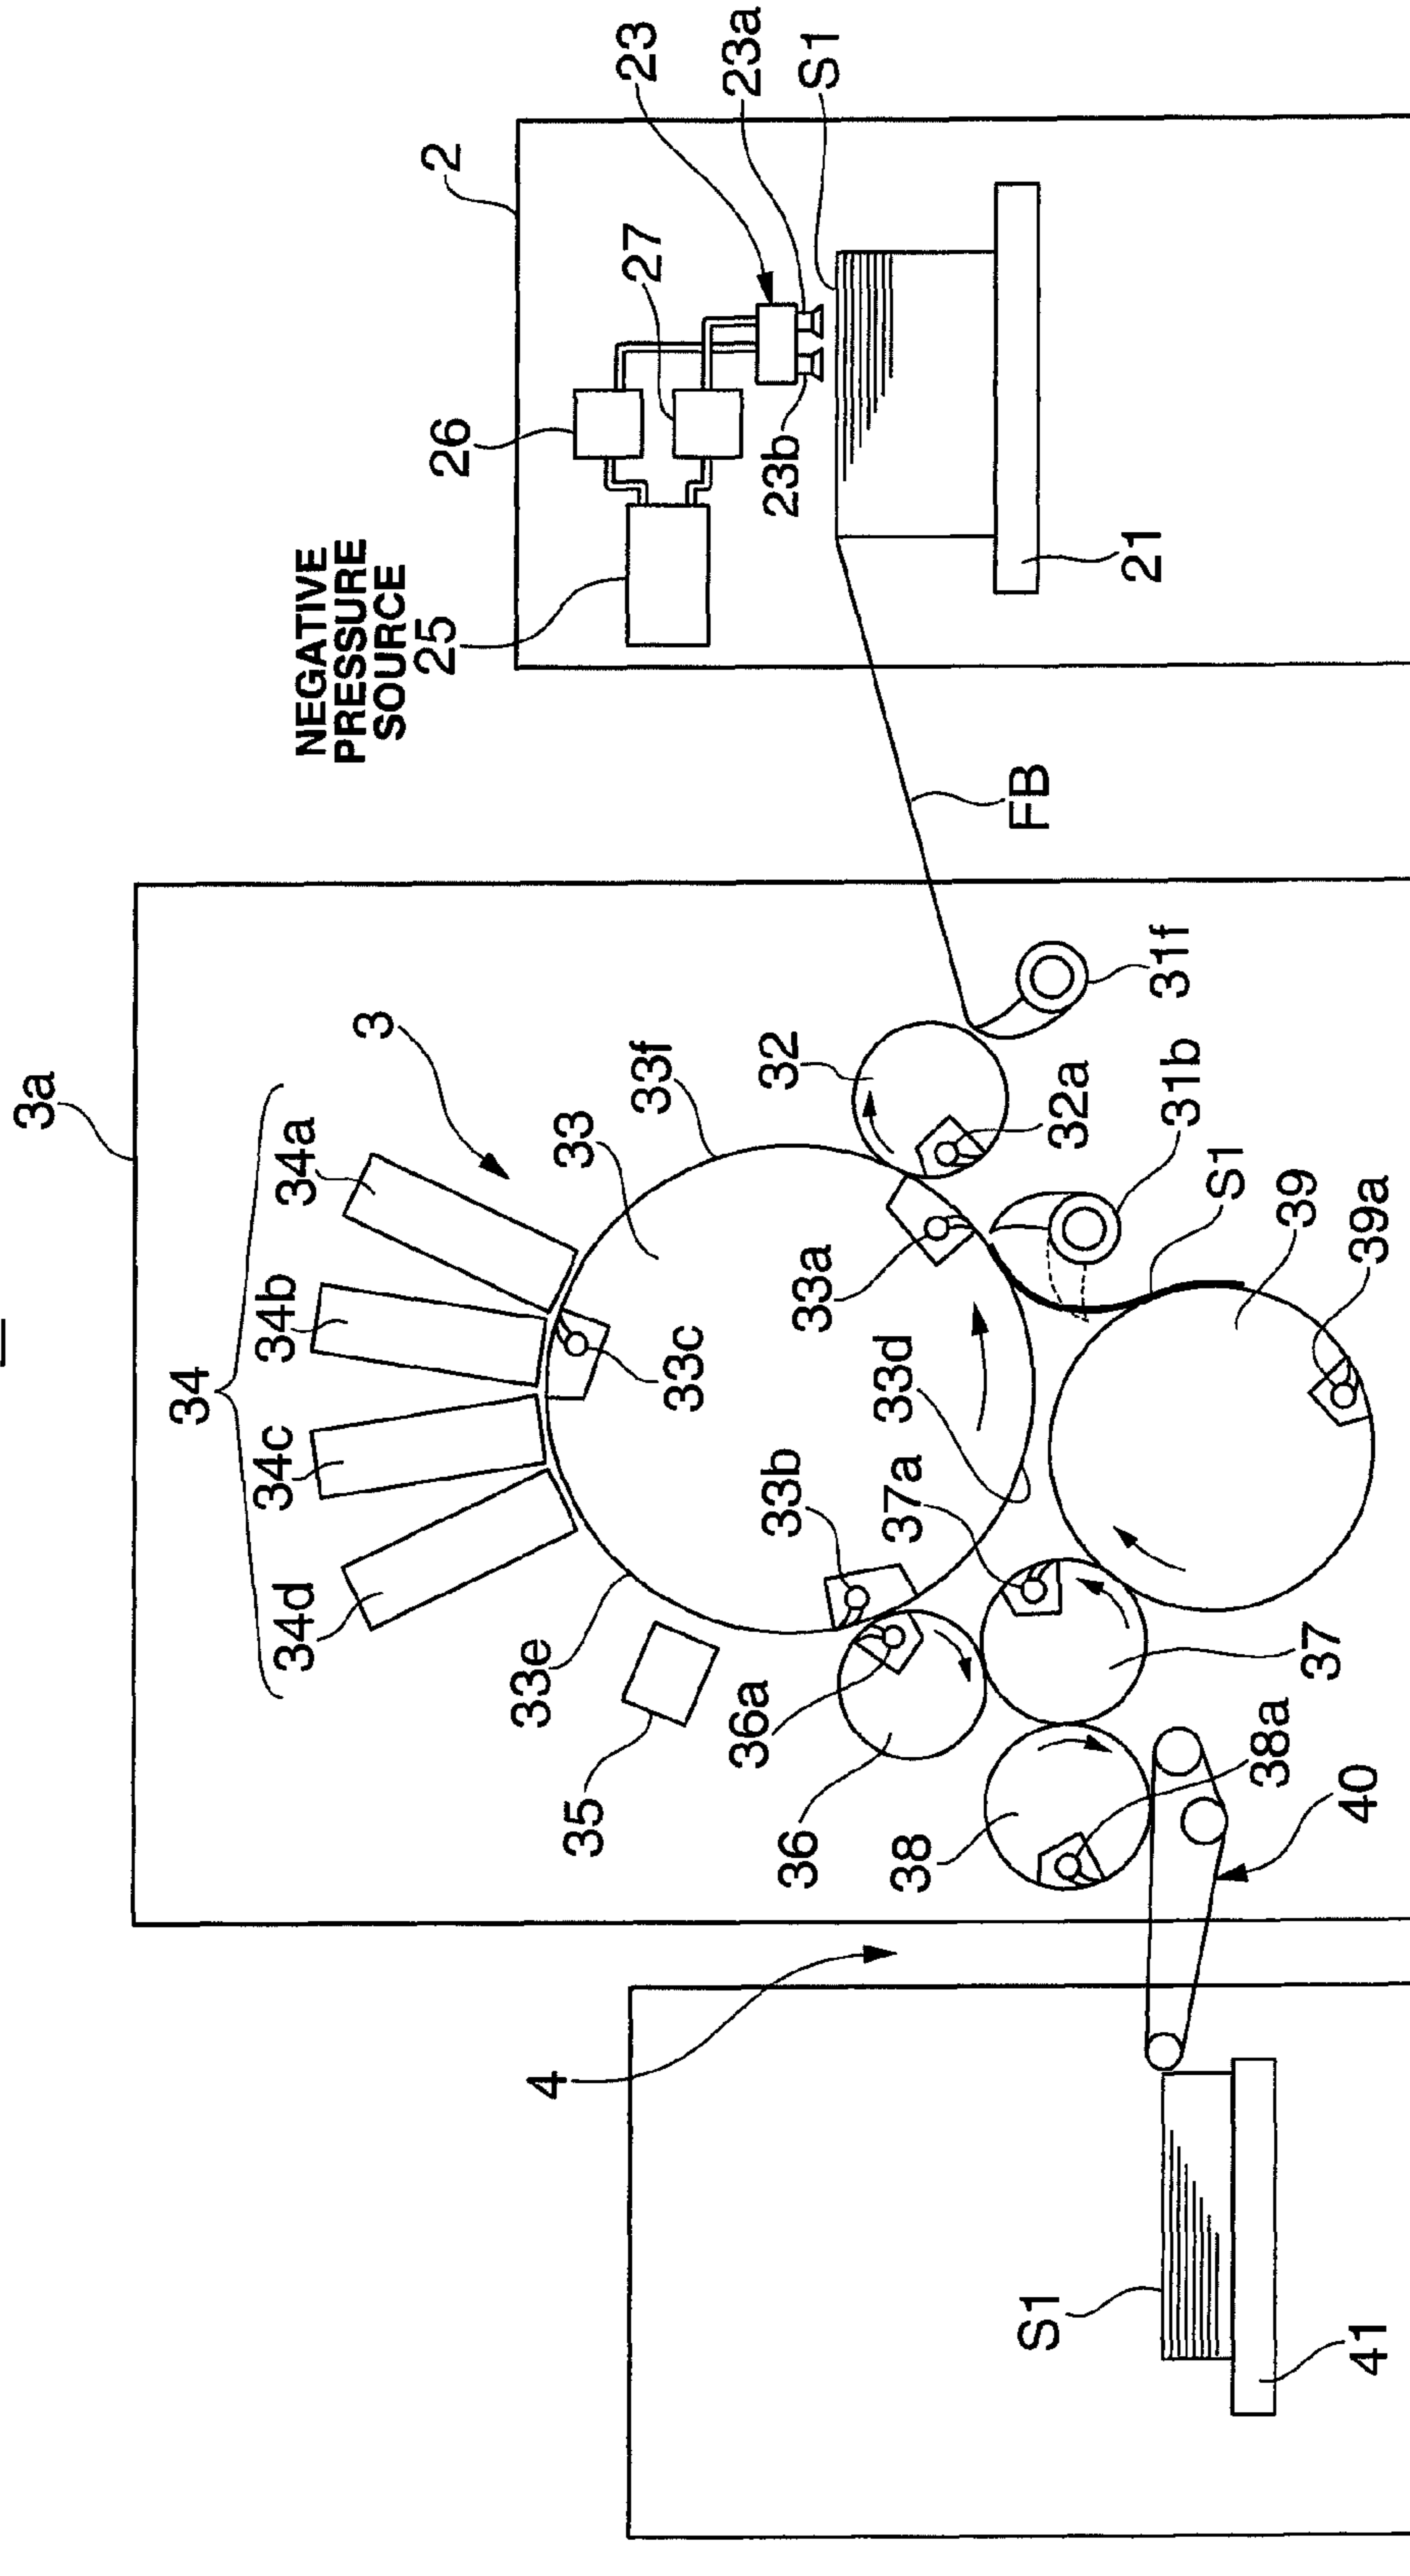 3a
34
34a
34b
34c
34d
3
33
33f
33c
33e
35
33a
33b
33d
32
32a
31f
31b
S1
39
39a
37a
37
36a
36
38
38a
40
4
S1
41
NEGATIVE
PRESSURE
SOURCE
25
26
27
2
23
23a
23b
S1
21
FB